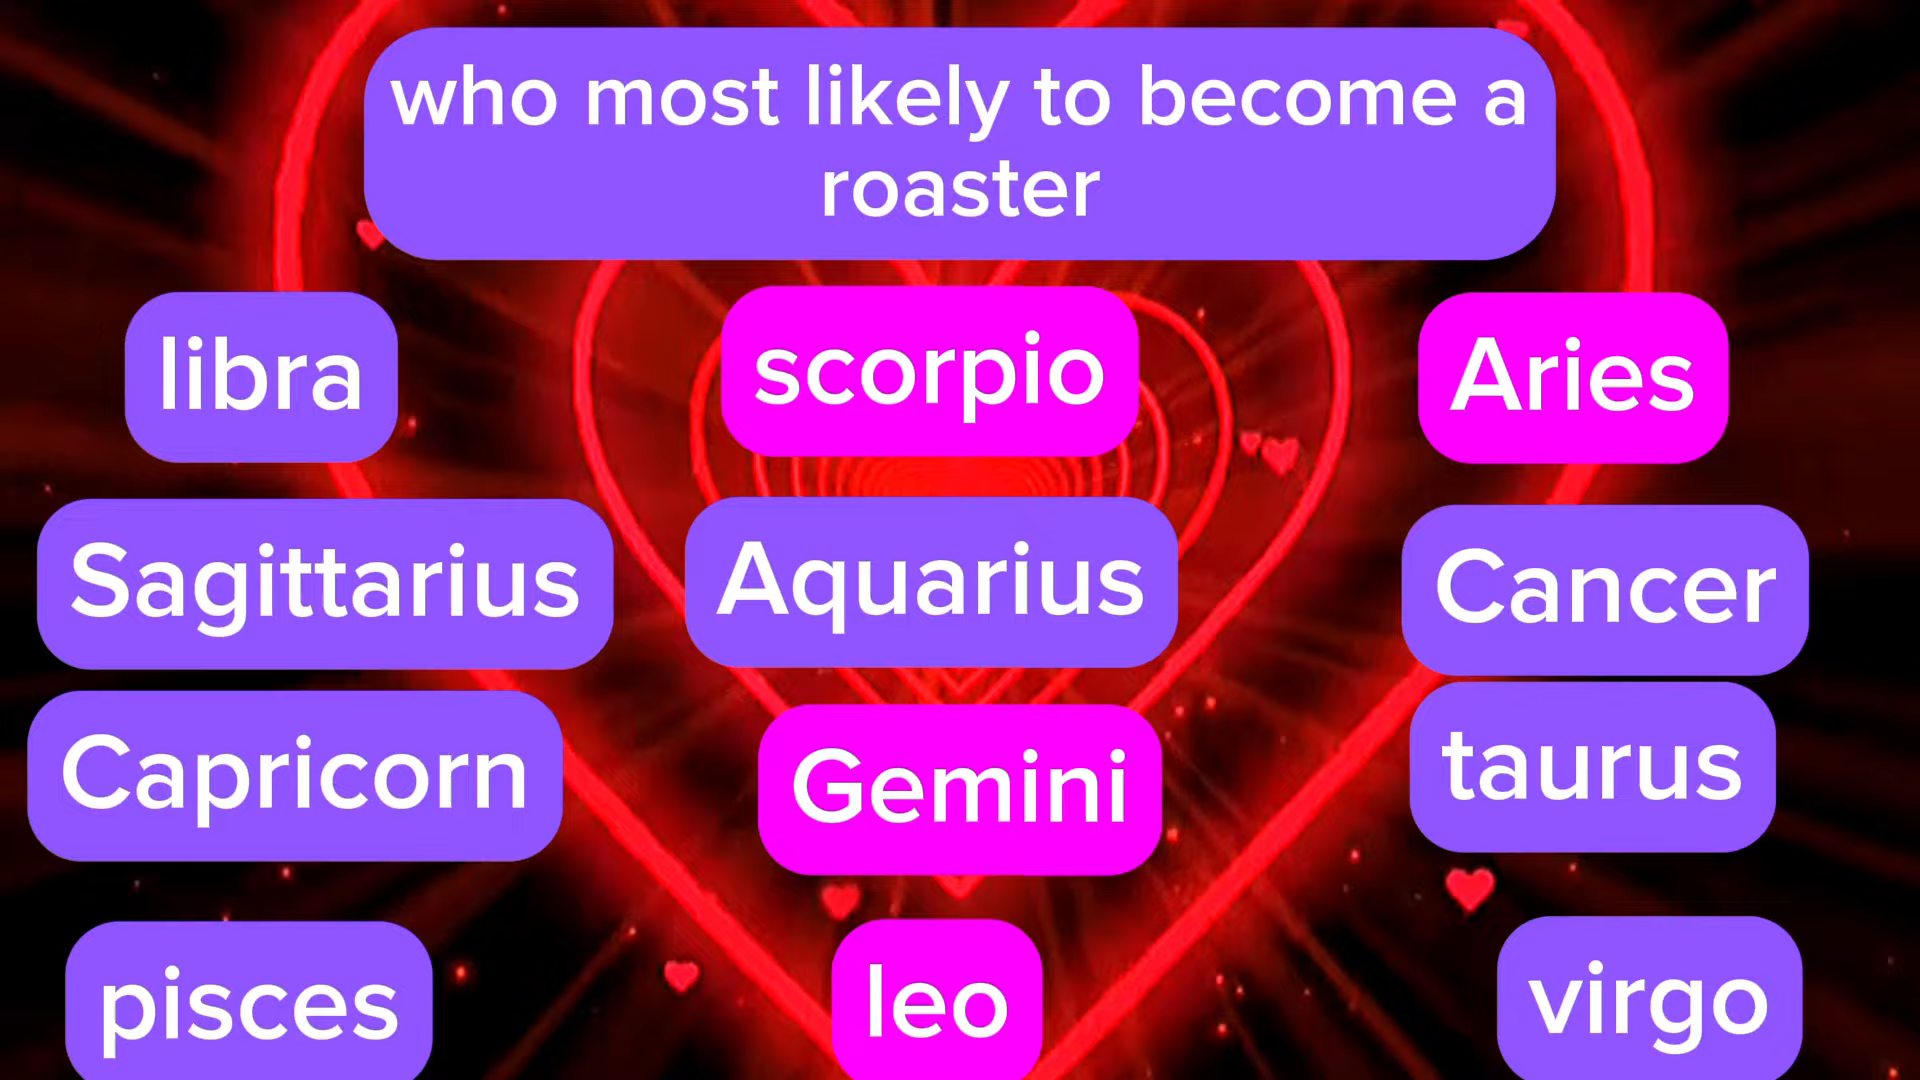 who most likely to become a
roaster
libra
scorpio
Aries
Sagittarius
Aquarius
Cancer
Capricorn
Gemini
taurus
pisces
leo
virgo